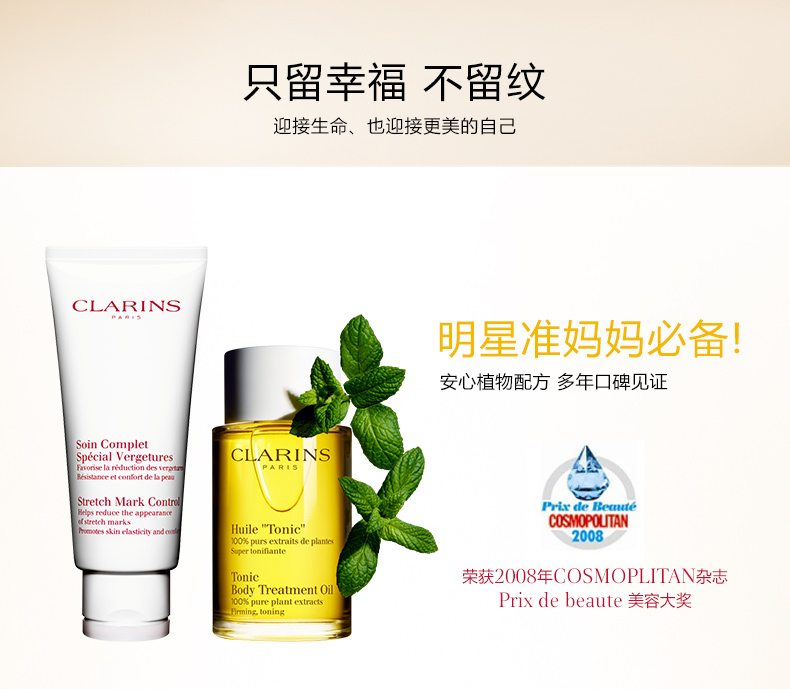 只留幸福 不留纹
迎接生命、也迎接更美的自己
CLARINS
PARIS
Soin Complet
Spécial Vergetures
Favorise la réduction des vergetures
Résistance et confort de la peau
Stretch Mark Control
Helps reduce the appearance
of stretch marks
Promotes skin elasticity and
CLARINS
PARIS
Huile "Tonic"
100% purs extraits de plantes
Super tonifiante
Tonic
Body Treatment Oil
100% pure plant extracts
Firming, toning
明星准妈妈必备!
安心植物配方 多年口碑见证
Prix de Beauté
COSMOPOLITAN
2008
荣获2008年COSMOPLITAN杂志
Prix de beaute 美容大奖